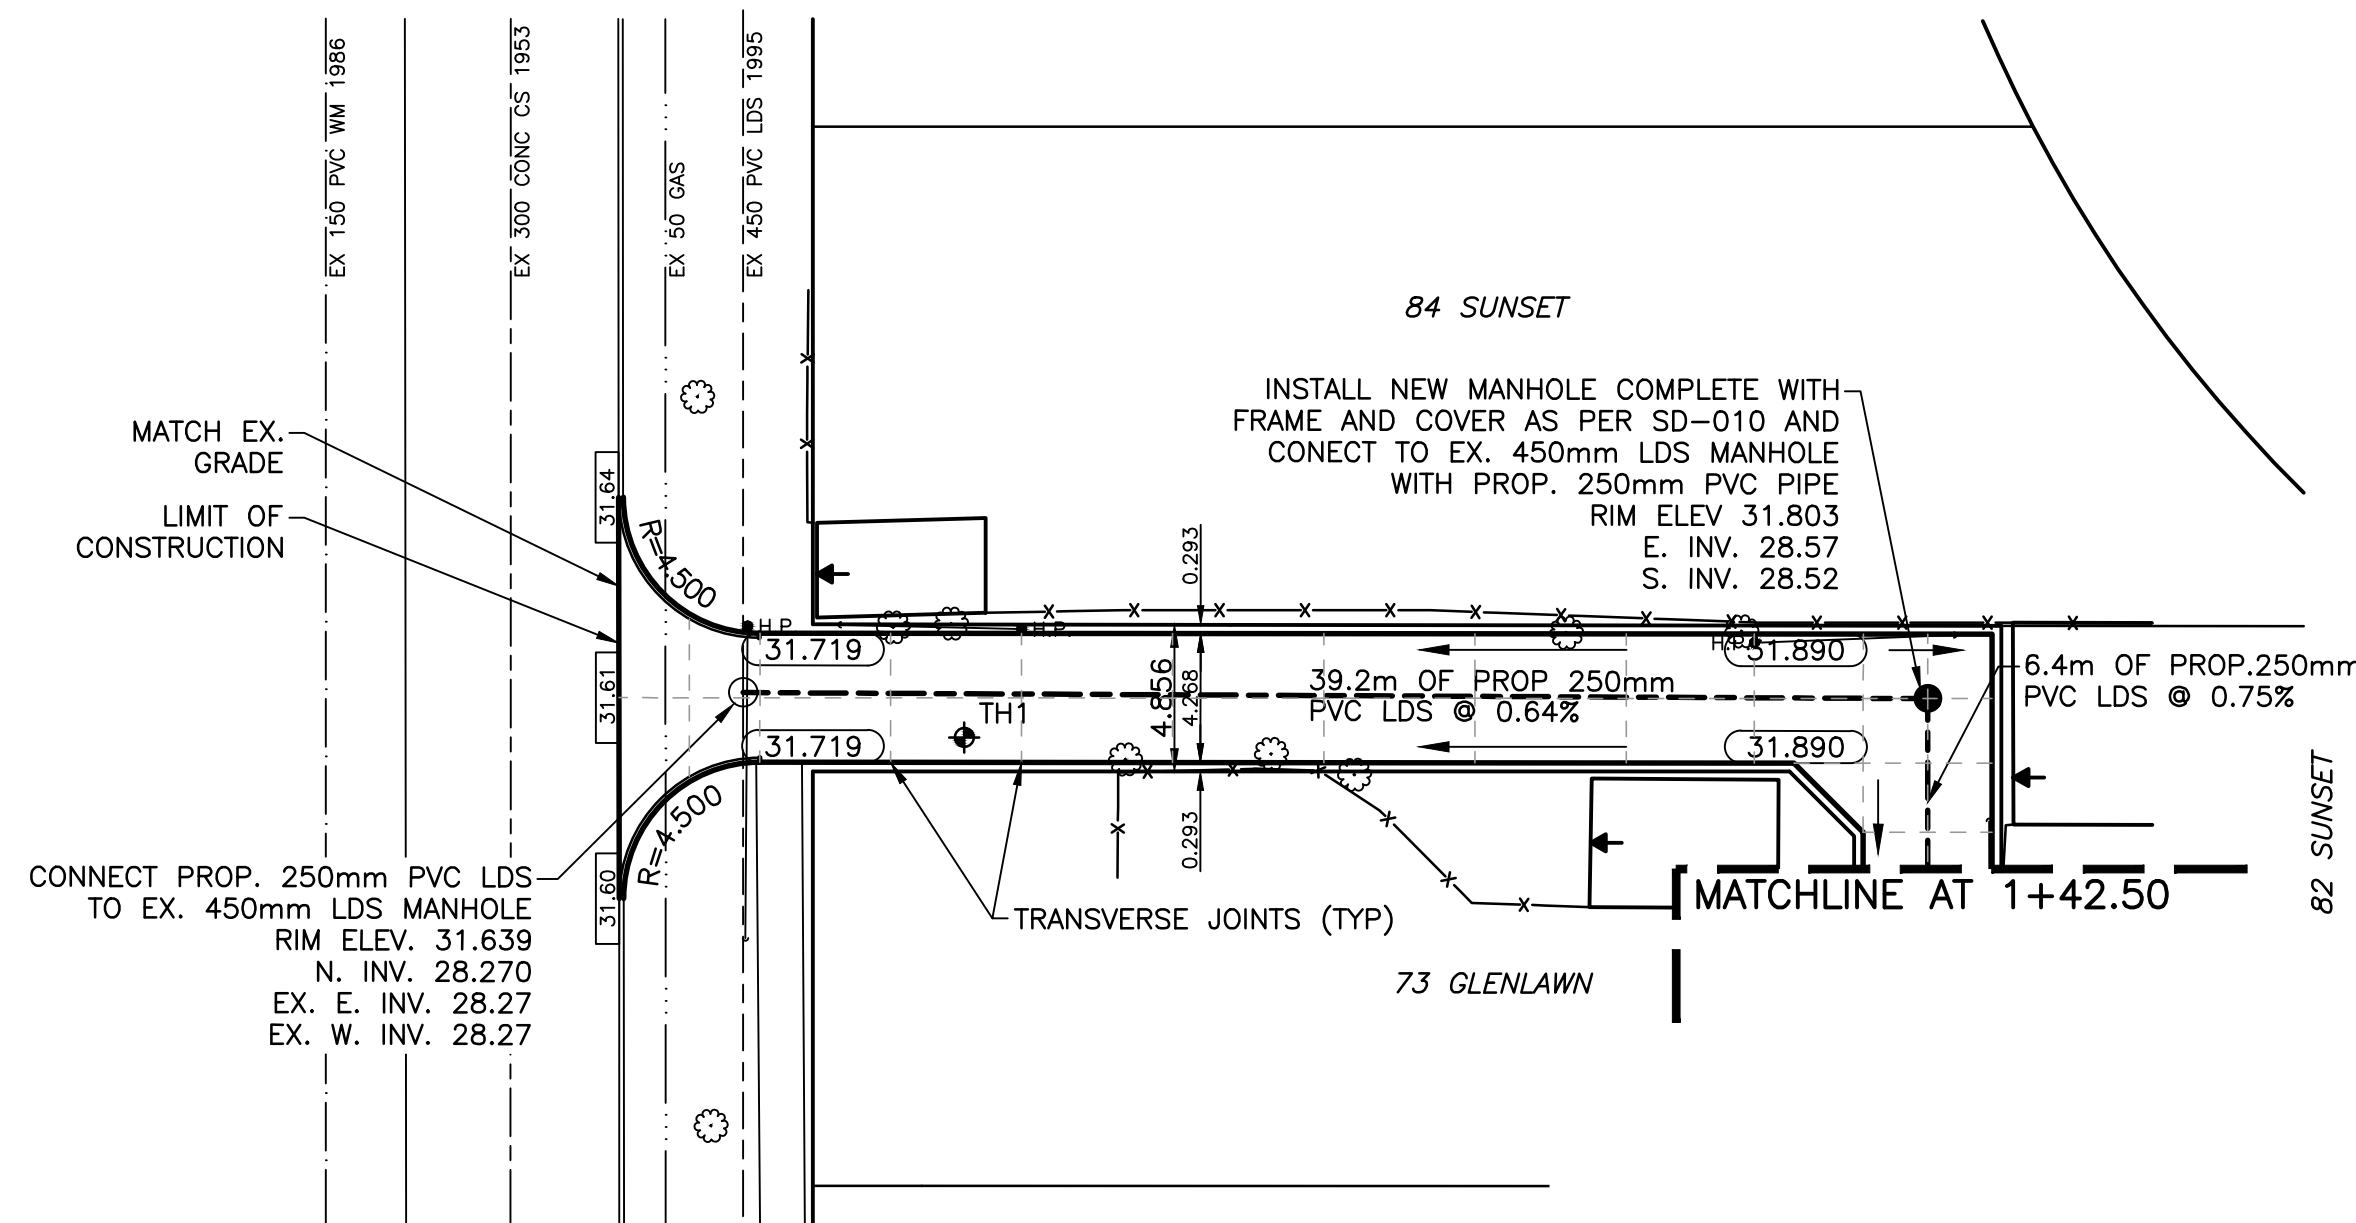 EX 150 PVC WM 1986
EX 300 CONC CS 1953
EX 50 GAS
EX 450 PVC LDS 1995
84 SUNSET
INSTALL NEW MANHOLE COMPLETE WITH
FRAME AND COVER AS PER SD-010 AND
CONECT TO EX. 450mm LDS MANHOLE
WITH PROP. 250mm PVC PIPE
RIM ELEV 31.803
E. INV. 28.57
S. INV. 28.52
MATCH EX.
GRADE
LIMIT OF
CONSTRUCTION
31.64
R=4.500
0.293
H.P.
H.P.
H.P.
31.719
31.890
31.61
4.856
4.268
39.2m OF PROP 250mm
PVC LDS @ 0.64%
6.4m OF PROP.250mm
PVC LDS @ 0.75%
TH1
31.719
31.890
R=4.500
0.293
31.60
82 SUNSET
CONNECT PROP. 250mm PVC LDS
TO EX. 450mm LDS MANHOLE
RIM ELEV. 31.639
N. INV. 28.270
EX. E. INV. 28.27
EX. W. INV. 28.27
TRANSVERSE JOINTS (TYP)
MATCHLINE AT 1+42.50
73 GLENLAWN